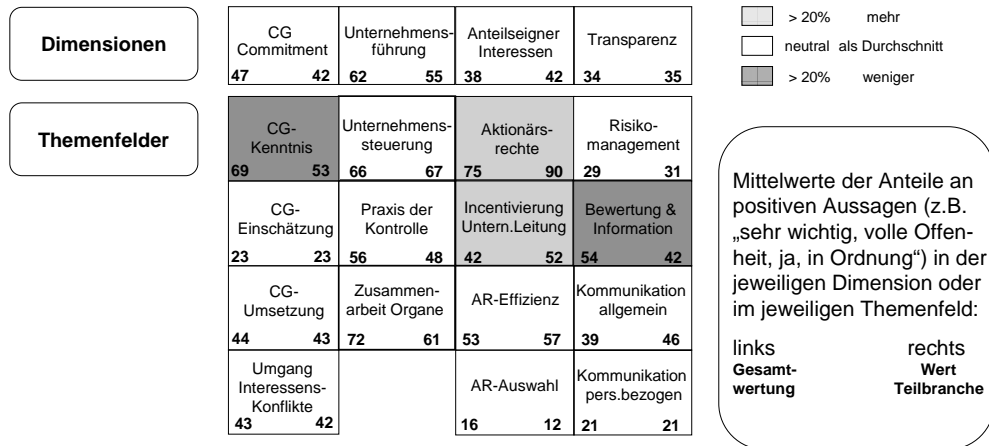 Dimensionen
CG
Commitment
47 42
Unternehmens-
führung
62 55
Anteilseigner
Interessen
38 42
Transparenz
34 35
> 20% mehr
neutral als Durchschnitt
> 20% weniger
Themenfelder
CG-
Kenntnis
69 53
Unternehmens-
steuerung
66 67
Aktionärs-
rechte
75 90
Risiko-
management
29 31
CG-
Einschätzung
23 23
Praxis der
Kontrolle
56 48
Incentivierung
Untern.Leitung
42 52
Bewertung &
Information
54 42
CG-
Umsetzung
44 43
Zusammen-
arbeit Organe
72 61
AR-Effizienz
53 57
Kommunikation
allgemein
39 46
Umgang
Interessens-
Konflikte
43 42
AR-Auswahl
16 12
Kommunikation
pers.bezogen
21 21
Mittelwerte der Anteile an
positiven Aussagen (z.B.
„sehr wichtig, volle Offen-
heit, ja, in Ordnung“) in der
jeweiligen Dimension oder
im jeweiligen Themenfeld:
links rechts
Gesamt- Wert
wertung Teilbranche